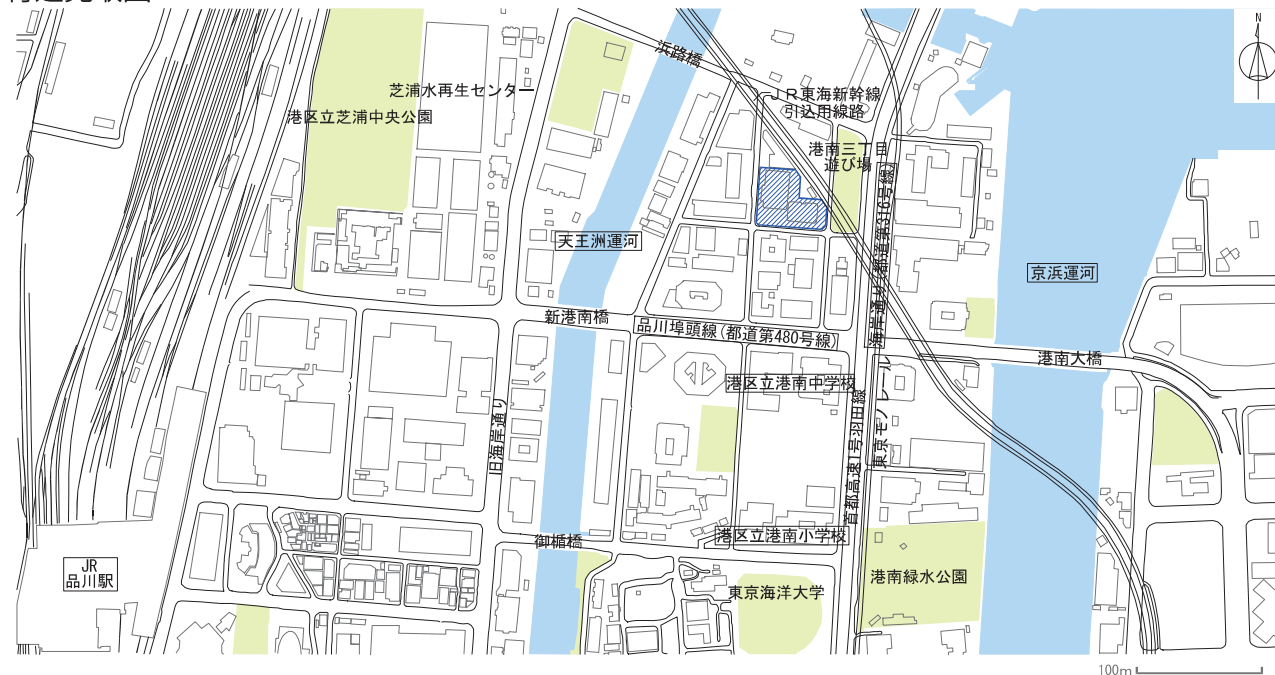 N
浜路橋
芝浦水再生センター
JR東海新幹線
引込用線路
港区立芝浦中央公園
港南三丁目
遊び場
海岸通り(都道第316号線)
天王洲運河
京浜運河
新港南橋
品川埠頭線(都道第480号線)
港南大橋
港区立港南中学校
旧海岸通り
首都高速1号羽田線
東京モノレール
御楯橋
港区立港南小学校
JR
品川駅
港南緑水公園
東京海洋大学
100m